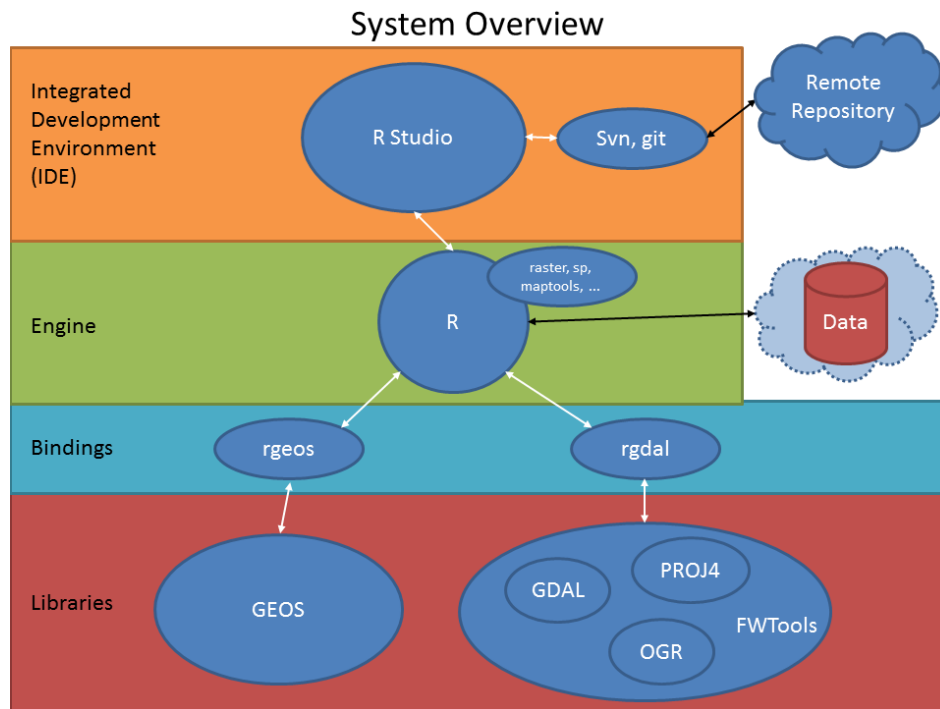 System Overview
Integrated
Development
Environment
(IDE)
R Studio
Svn, git
Remote
Repository
Engine
R
raster, sp,
maptools, ...
Data
Bindings
rgeos
rgdal
Libraries
GEOS
GDAL
PROJ4
FWTools
OGR